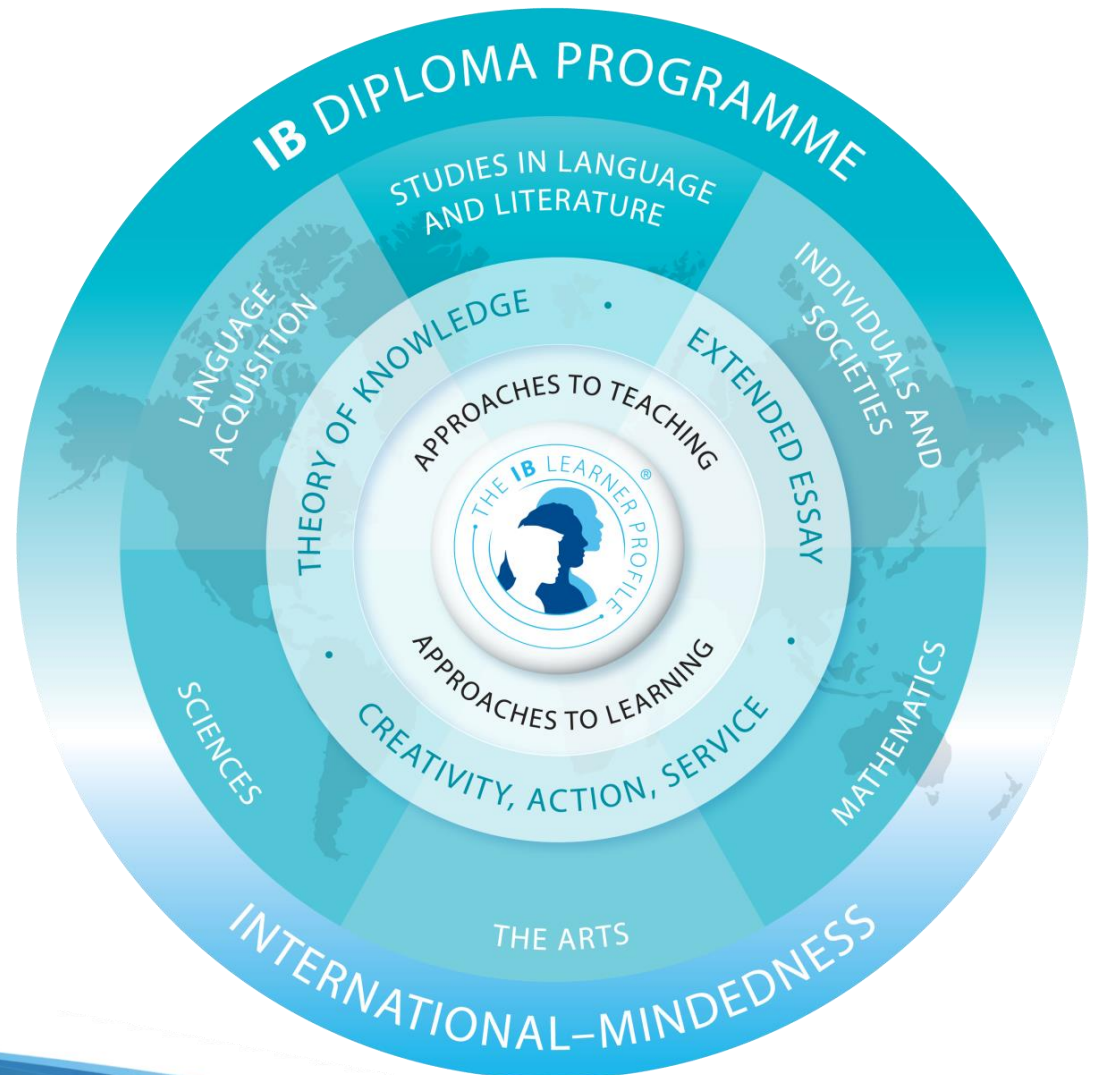 IB DIPLOMA PROGRAMME
STUDIES IN LANGUAGE
AND LITERATURE
LANGUAGE
ACQUISITION
INDIVIDUALS AND
SOCIETIES
THEORY OF KNOWLEDGE •
EXTENDED ESSAY •
APPROACHES TO TEACHING
• THE IB LEARNER PROFILE •
®
APPROACHES TO LEARNING
CREATIVITY, ACTION, SERVICE •
SCIENCES
MATHEMATICS
THE ARTS
INTERNATIONAL–MINDEDNESS